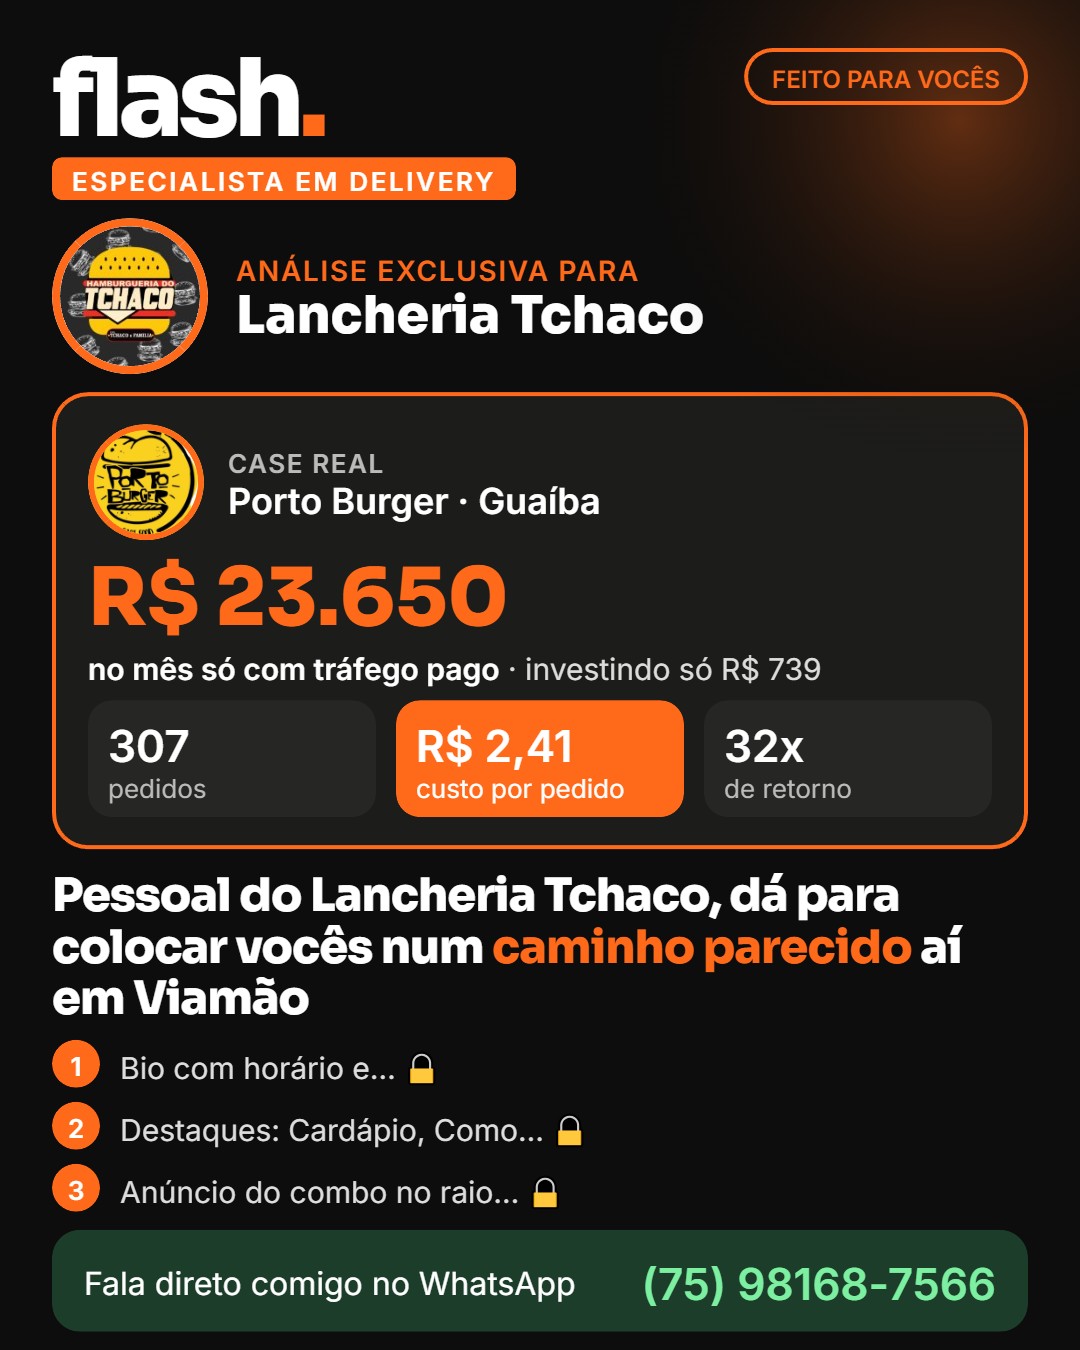 flash.
FEITO PARA VOCÊS
ESPECIALISTA EM DELIVERY
HAMBURGUERIA DO
TCHACO
TCHACO e FAMILIA
ANÁLISE EXCLUSIVA PARA
Lancheria Tchaco
PORTO
BURGER
CASE REAL
Porto Burger · Guaíba
R$ 23.650
no mês só com tráfego pago · investindo só R$ 739
307
pedidos
R$ 2,41
custo por pedido
32x
de retorno
Pessoal do Lancheria Tchaco, dá para
colocar vocês num caminho parecido aí
em Viamão
1 Bio com horário e... 🔒
2 Destaques: Cardápio, Como... 🔒
3 Anúncio do combo no raio... 🔒
Fala direto comigo no WhatsApp (75) 98168-7566